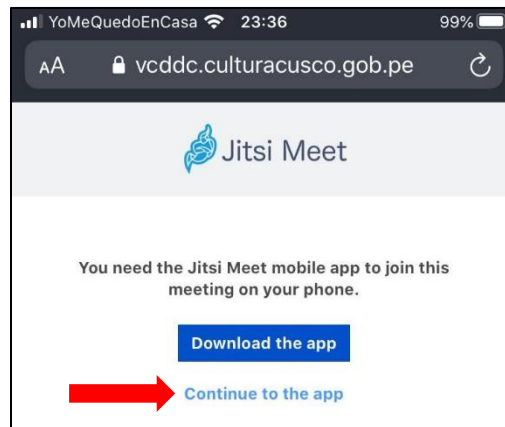 YoMeQuedoEnCasa 23:36 99%
AA vcddc.culturacusco.gob.pe
Jitsi Meet
You need the Jitsi Meet mobile app to join this
meeting on your phone.
Download the app
Continue to the app